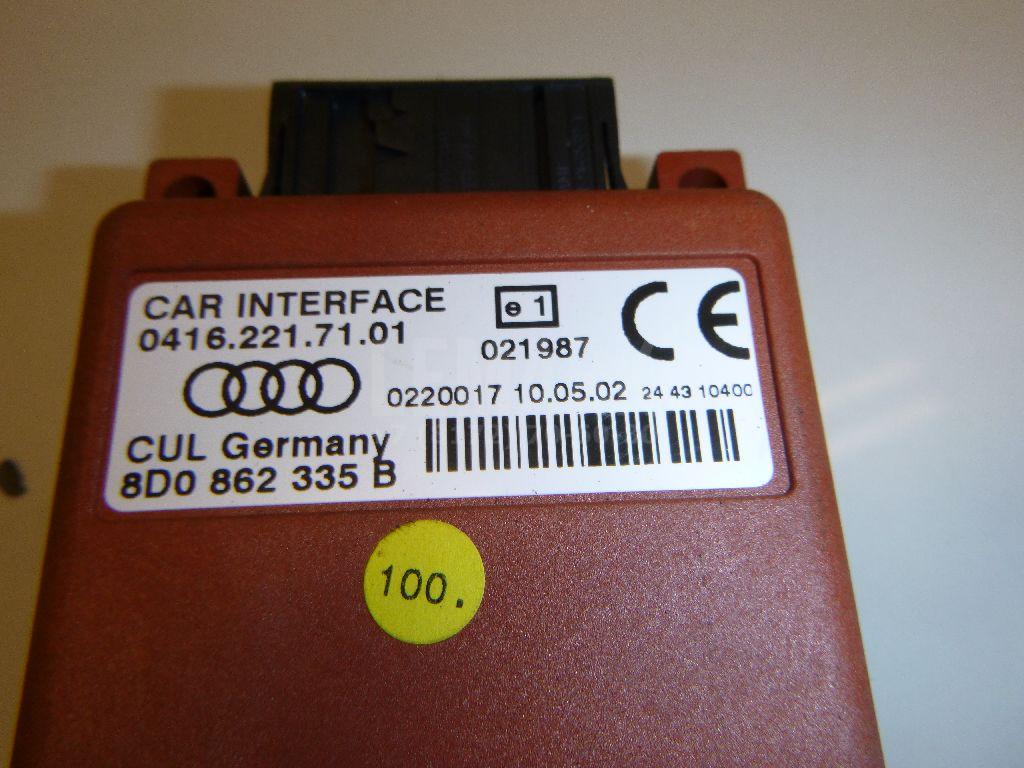 CAR INTERFACE
0416.221.71.01
e 1
021987
CE
0220017 10.05.02 24 43 10400
CUL Germany
8D0 862 335 B
100.